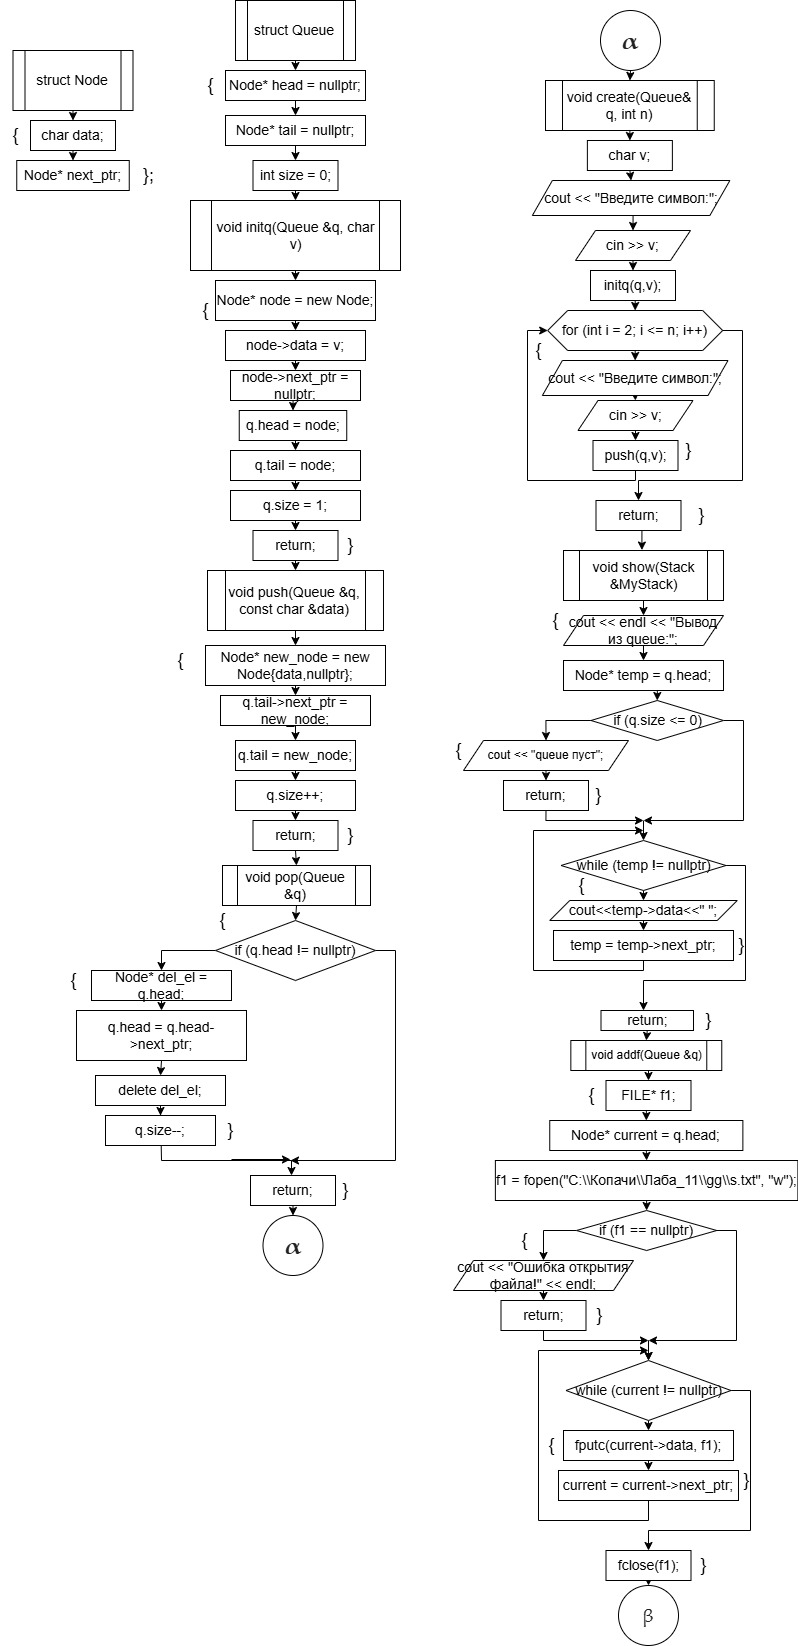 struct Node
{
char data;
Node* next_ptr;
};
struct Queue
{
Node* head = nullptr;
Node* tail = nullptr;
int size = 0;
void initq(Queue &q, char
v)
{
Node* node = new Node;
node->data = v;
node->next_ptr =
nullptr;
q.head = node;
q.tail = node;
q.size = 1;
return;
}
void push(Queue &q,
const char &data)
{
Node* new_node = new
Node{data,nullptr};
q.tail->next_ptr =
new_node;
q.tail = new_node;
q.size++;
return;
}
void pop(Queue
&q)
{
if (q.head != nullptr)
{
Node* del_el =
q.head;
q.head = q.head-
>next_ptr;
delete del_el;
q.size--;
}
return;
}
α
α
void create(Queue&
q, int n)
char v;
cout << "Введите символ:";
cin >> v;
initq(q,v);
for (int i = 2; i <= n; i++)
{
cout << "Введите символ:";
cin >> v;
push(q,v);
}
return;
}
void show(Stack
&MyStack)
{
cout << endl << "Вывод
из queue:";
Node* temp = q.head;
if (q.size <= 0)
{
cout << "queue пуст";
return;
}
while (temp != nullptr)
{
cout<<temp->data<<" ";
temp = temp->next_ptr;
}
return;
}
void addf(Queue &q)
{
FILE* f1;
Node* current = q.head;
f1 = fopen("C:\\Копачи\\Лаба_11\\gg\\s.txt", "w");
if (f1 == nullptr)
{
cout << "Ошибка открытия
файла!" << endl;
return;
}
while (current != nullptr)
{
fputc(current->data, f1);
current = current->next_ptr;
}
fclose(f1);
}
β